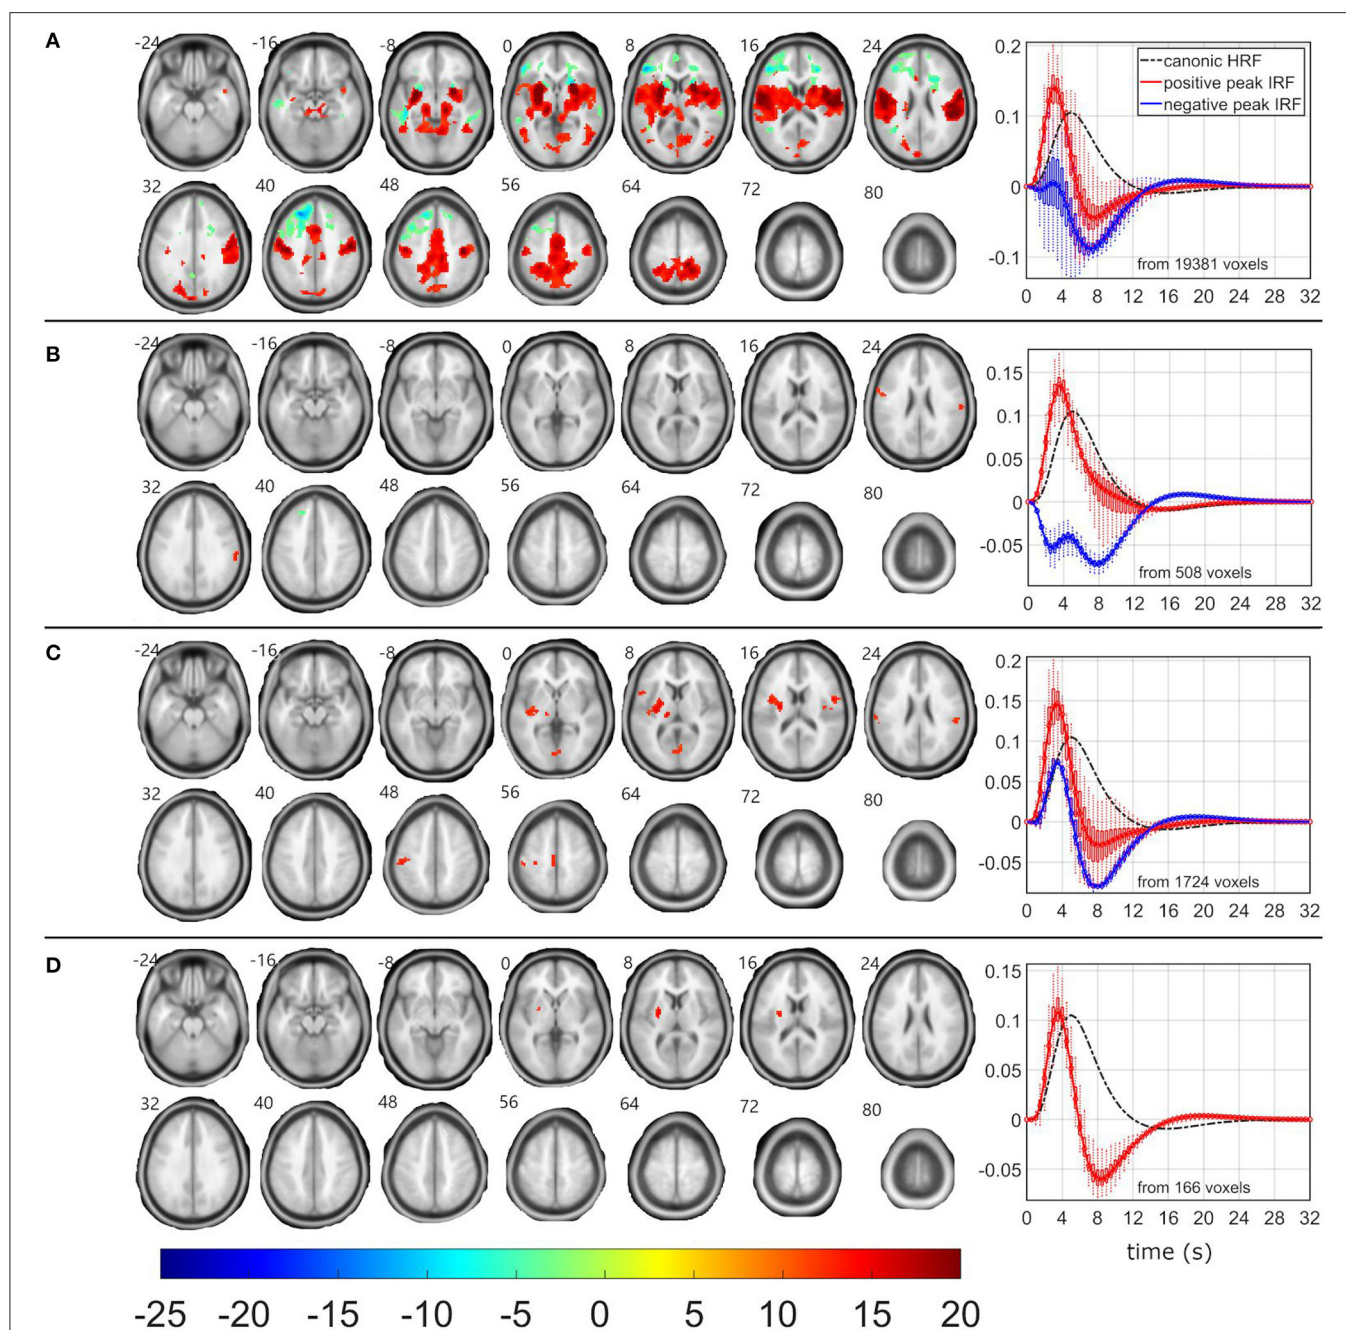 A
-24 -16 -8 0 8 16 24
32 40 48 56 64 72 80
0.2
0.1
0
-0.1
canonic HRF
positive peak IRF
negative peak IRF
from 19381 voxels
0 4 8 12 16 20 24 28 32
B
-24 -16 -8 0 8 16 24
32 40 48 56 64 72 80
0.15
0.1
0.05
0
-0.05
from 508 voxels
0 4 8 12 16 20 24 28 32
C
-24 -16 -8 0 8 16 24
32 40 48 56 64 72 80
0.2
0.15
0.1
0.05
0
-0.05
from 1724 voxels
0 4 8 12 16 20 24 28 32
D
-24 -16 -8 0 8 16 24
32 40 48 56 64 72 80
0.15
0.1
0.05
0
-0.05
from 166 voxels
0 4 8 12 16 20 24 28 32
time (s)
-25 -20 -15 -10 -5 0 5 10 15 20